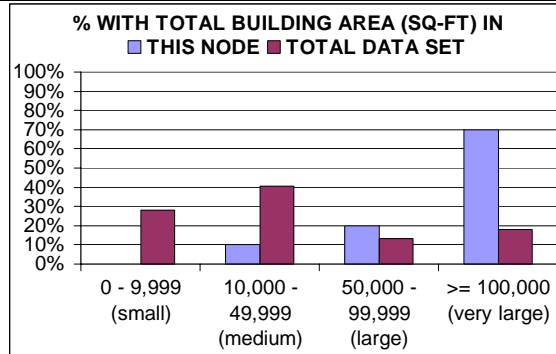 % WITH TOTAL BUILDING AREA (SQ-FT) IN
THIS NODE TOTAL DATA SET
100%
90%
80%
70%
60%
50%
40%
30%
20%
10%
0%
0 - 9,999 (small)
10,000 - 49,999 (medium)
50,000 - 99,999 (large)
>= 100,000 (very large)